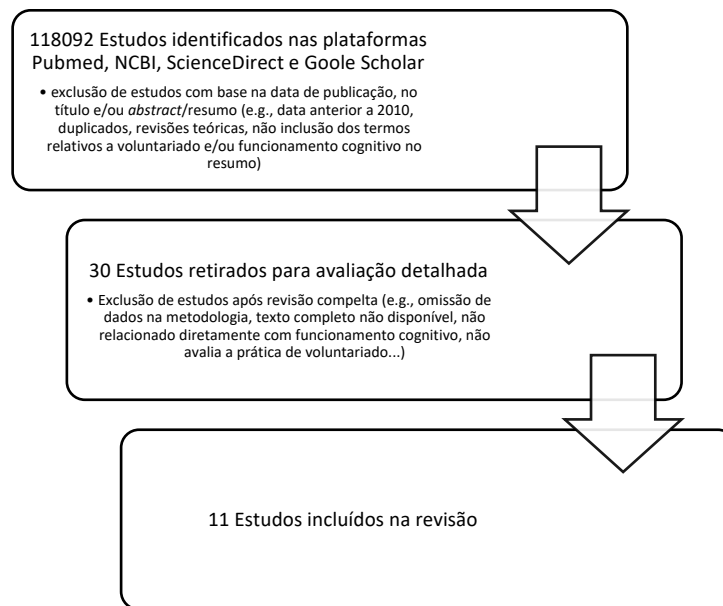 118092 Estudos identificados nas plataformas
Pubmed, NCBI, ScienceDirect e Goole Scholar
• exclusão de estudos com base na data de publicação, no
título e/ou abstract/resumo (e.g., data anterior a 2010,
duplicados, revisões teóricas, não inclusão dos termos
relativos a voluntariado e/ou funcionamento cognitivo no
resumo)
30 Estudos retirados para avaliação detalhada
• Exclusão de estudos após revisão compelta (e.g., omissão de
dados na metodologia, texto completo não disponível, não
relacionado diretamente com funcionamento cognitivo, não
avalia a prática de voluntariado...)
11 Estudos incluídos na revisão